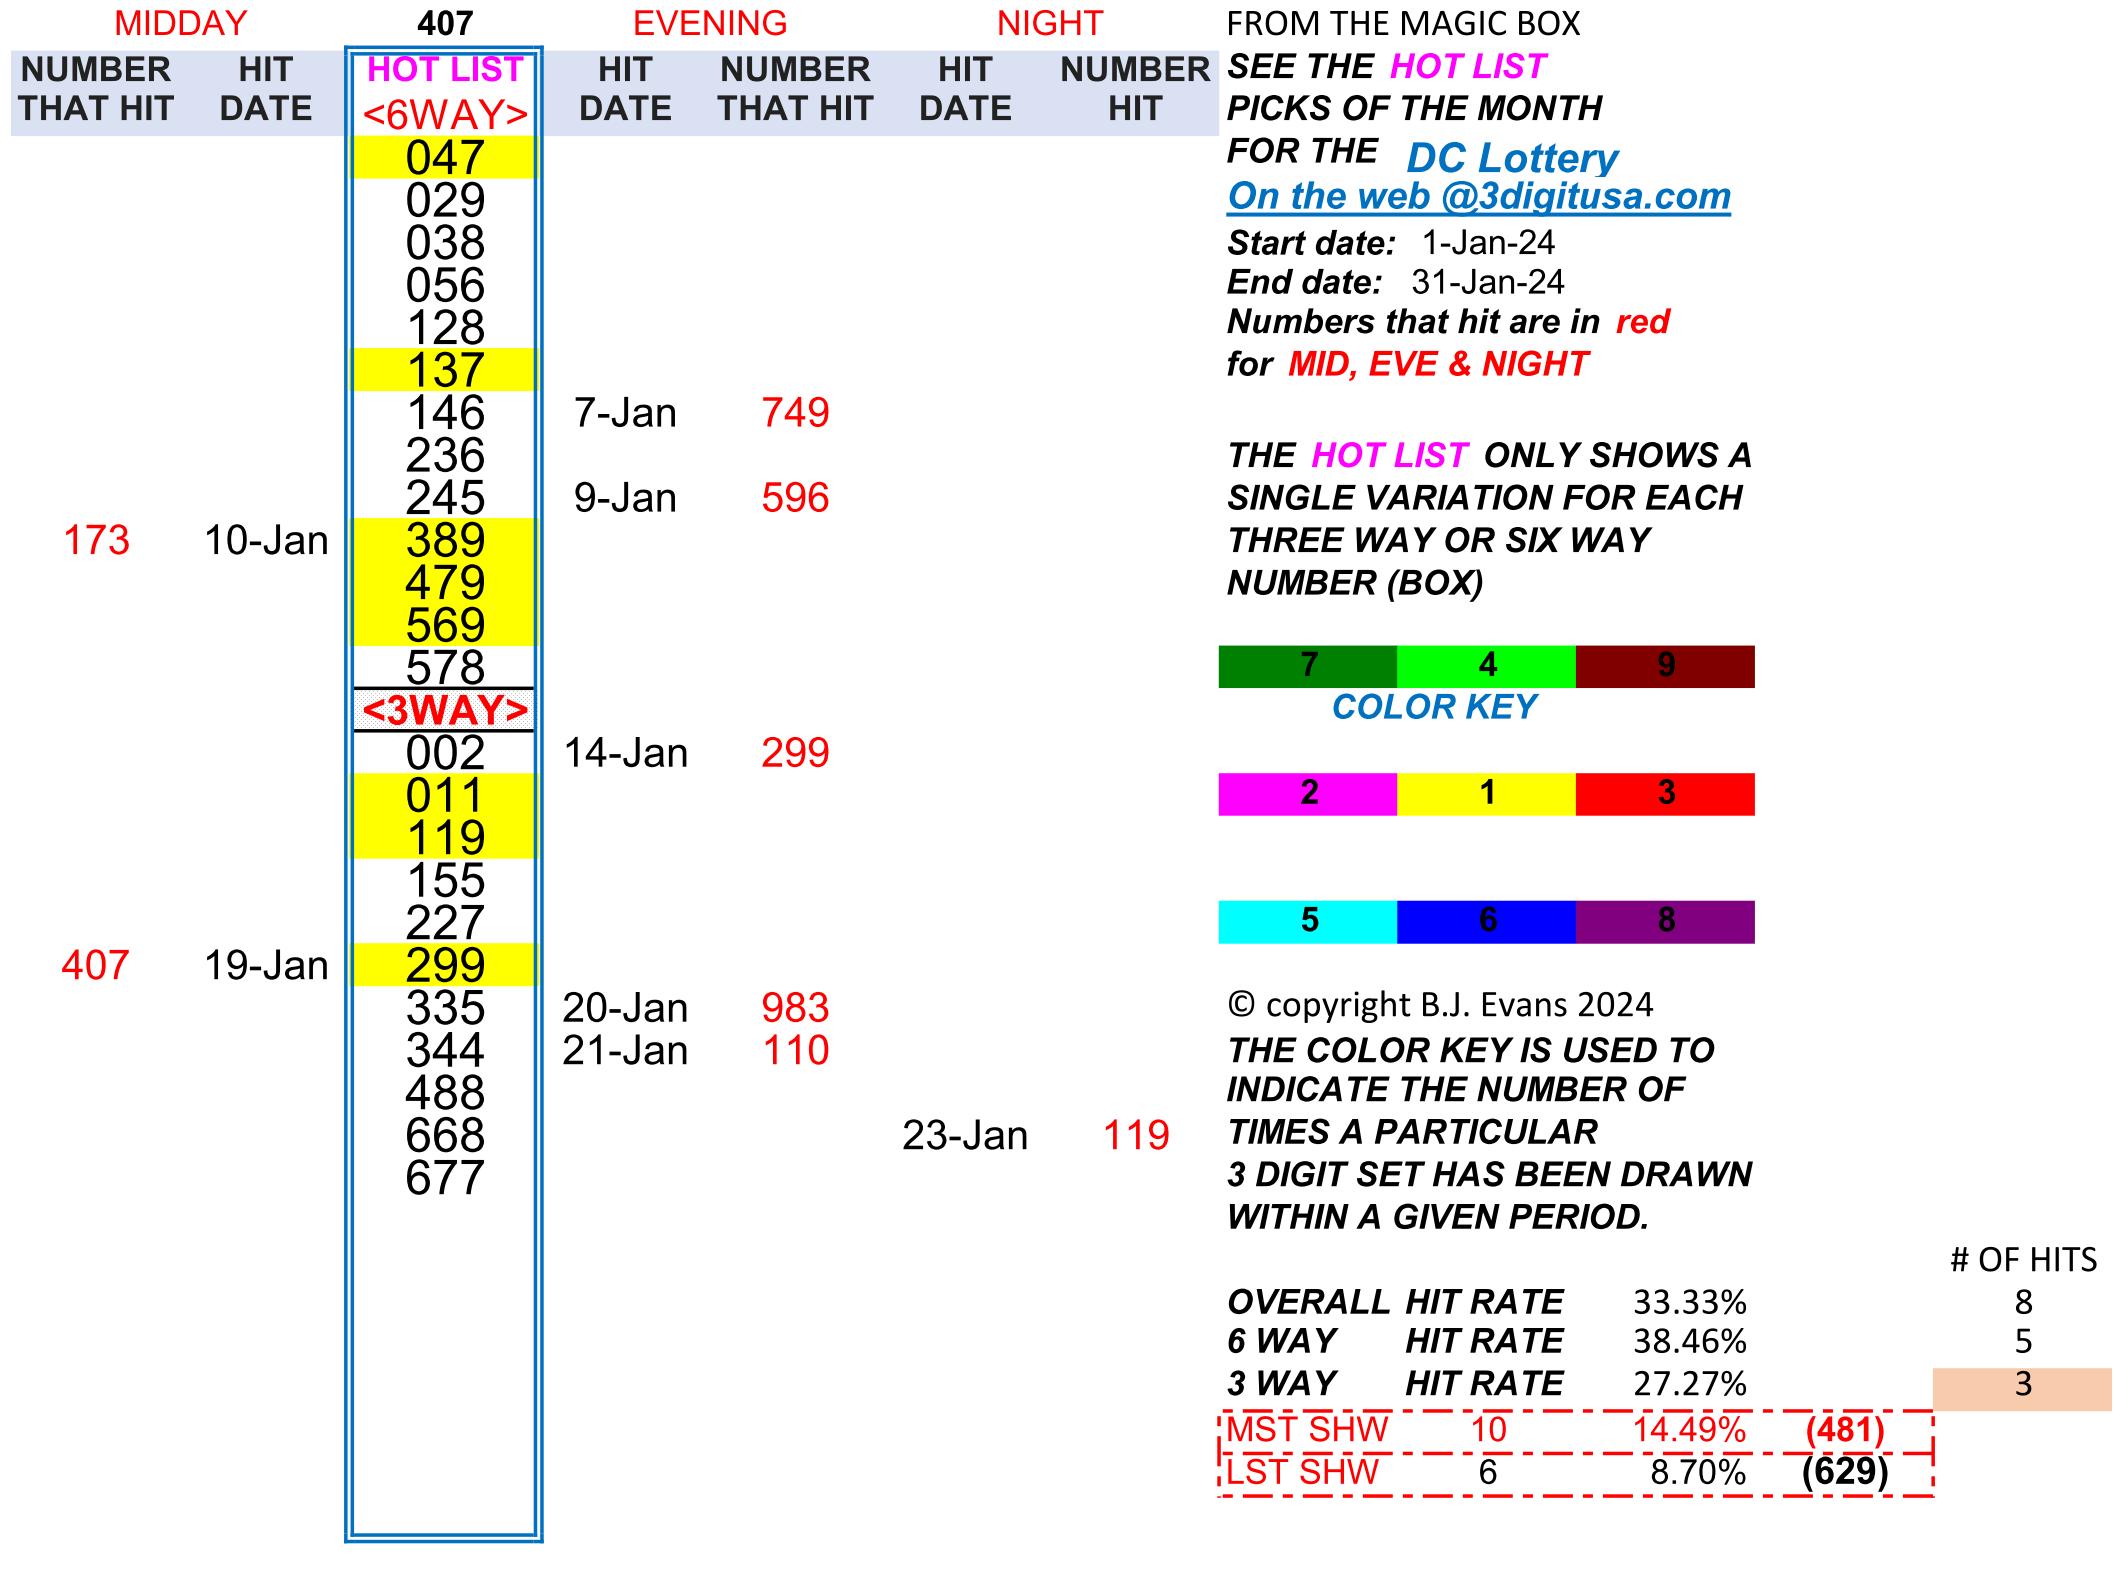 MIDDAY 407 EVENING NIGHT FROM THE MAGIC BOX
NUMBER HIT HOT LIST HIT NUMBER HIT NUMBER SEE THE HOT LIST
THAT HIT DATE <6WAY> DATE THAT HIT DATE HIT PICKS OF THE MONTH
047 FOR THE DC Lottery
029 On the web @3digitusa.com
038 Start date: 1-Jan-24
056 End date: 31-Jan-24
128 Numbers that hit are in red
137 for MID, EVE & NIGHT
146 7-Jan 749
236 THE HOT LIST ONLY SHOWS A
245 9-Jan 596 SINGLE VARIATION FOR EACH
173 10-Jan 389 THREE WAY OR SIX WAY
479 NUMBER (BOX)
569
578 7 4 9
<3WAY> COLOR KEY
002 14-Jan 299
011 2 1 3
119
155
227 5 6 8
407 19-Jan 299
335 20-Jan 983 © copyright B.J. Evans 2024
344 21-Jan 110 THE COLOR KEY IS USED TO
488 INDICATE THE NUMBER OF
668 23-Jan 119 TIMES A PARTICULAR
677 3 DIGIT SET HAS BEEN DRAWN
WITHIN A GIVEN PERIOD.
# OF HITS
OVERALL HIT RATE 33.33% 8
6 WAY HIT RATE 38.46% 5
3 WAY HIT RATE 27.27% 3
MST SHW 10 14.49% (481)
LST SHW 6 8.70% (629)